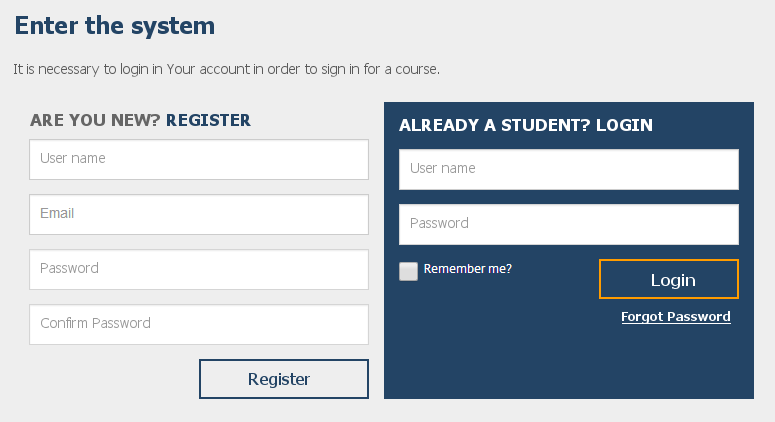 Enter the system
It is necessary to login in Your account in order to sign in for a course.
ARE YOU NEW? REGISTER
User name
Email
Password
Confirm Password
Register
ALREADY A STUDENT? LOGIN
User name
Password
Remember me?
Login
Forgot Password